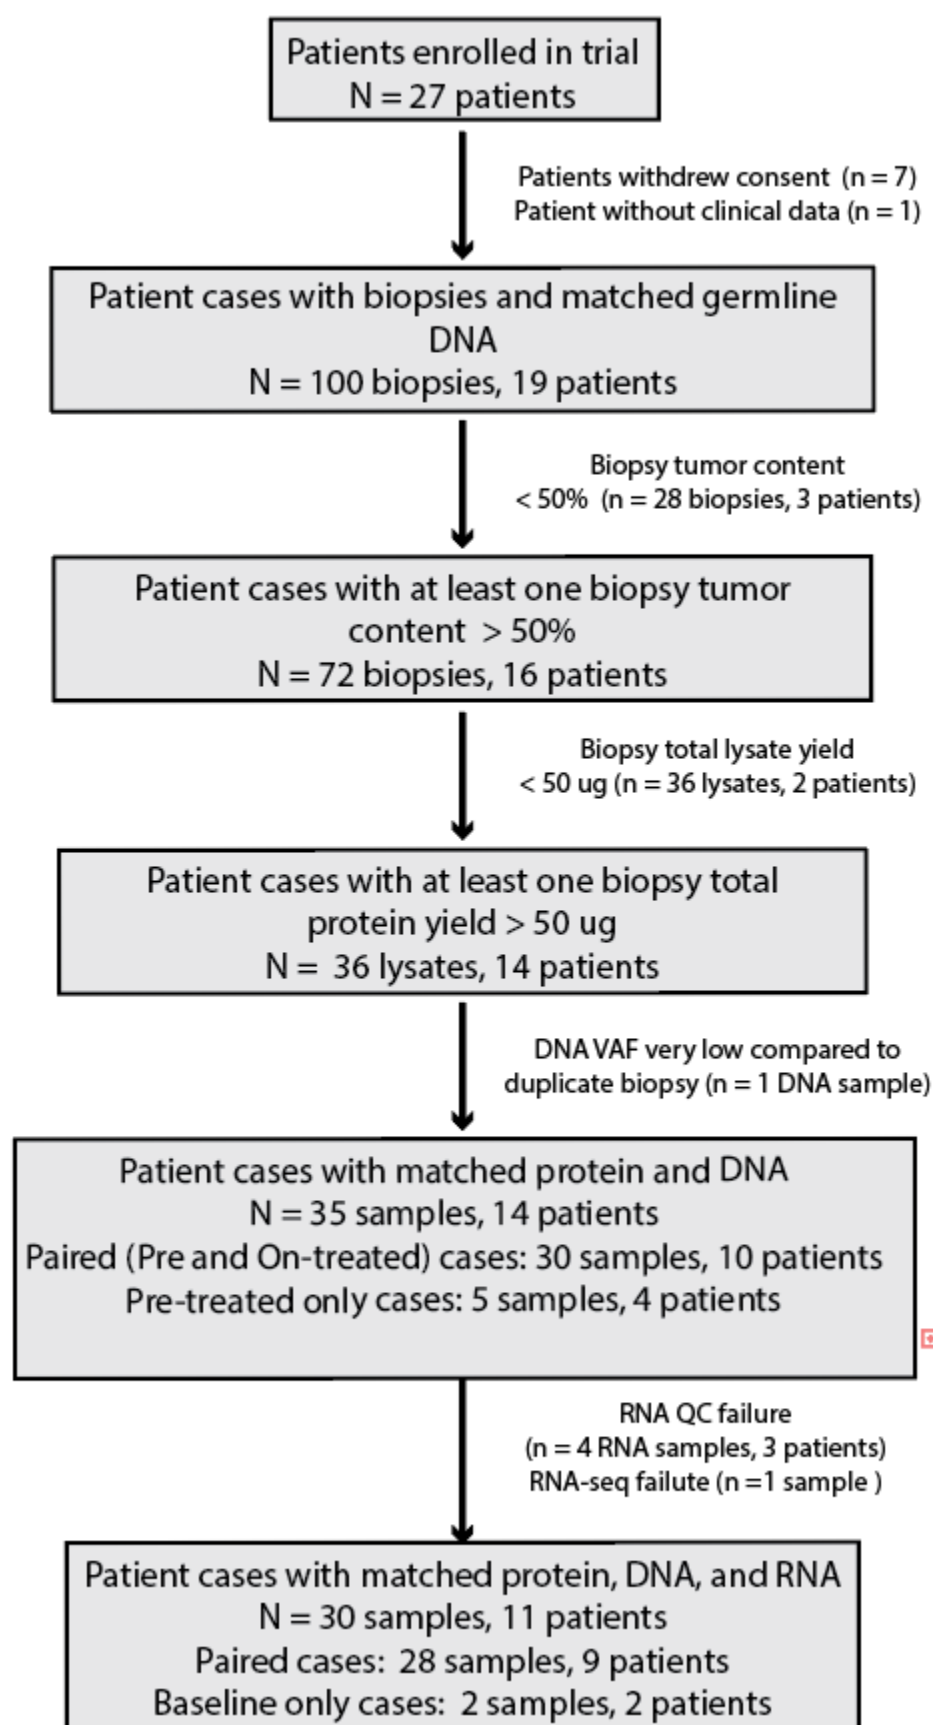 Patients enrolled in trial
N = 27 patients
Patients withdrew consent (n = 7)
Patient without clinical data (n = 1)
Patient cases with biopsies and matched germline
DNA
N = 100 biopsies, 19 patients
Biopsy tumor content
< 50% (n = 28 biopsies, 3 patients)
Patient cases with at least one biopsy tumor
content > 50%
N = 72 biopsies, 16 patients
Biopsy total lysate yield
< 50 ug (n = 36 lysates, 2 patients)
Patient cases with at least one biopsy total
protein yield > 50 ug
N = 36 lysates, 14 patients
DNA VAF very low compared to
duplicate biopsy (n = 1 DNA sample)
Patient cases with matched protein and DNA
N = 35 samples, 14 patients
Paired (Pre and On-treated) cases: 30 samples, 10 patients
Pre-treated only cases: 5 samples, 4 patients
RNA QC failure
(n = 4 RNA samples, 3 patients)
RNA-seq failute (n =1 sample )
Patient cases with matched protein, DNA, and RNA
N = 30 samples, 11 patients
Paired cases: 28 samples, 9 patients
Baseline only cases: 2 samples, 2 patients